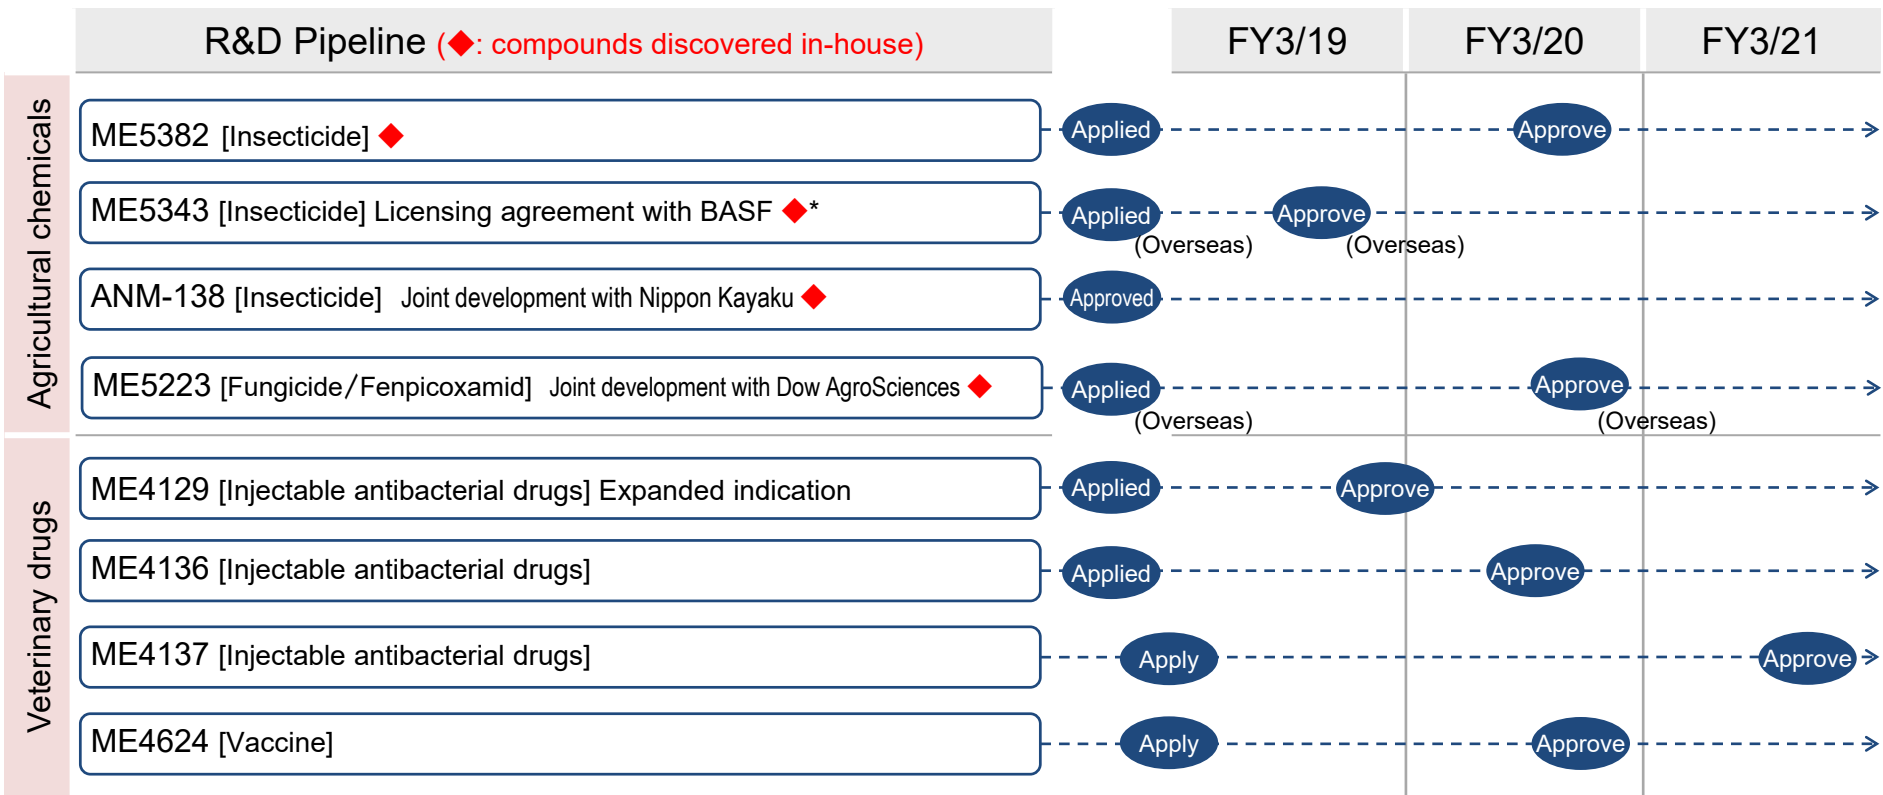 R&D Pipeline (◆: compounds discovered in-house)
FY3/19
FY3/20
FY3/21
Agricultural chemicals
ME5382 [Insecticide] ◆
Applied
Approve
ME5343 [Insecticide] Licensing agreement with BASF ◆*
Applied
(Overseas)
Approve
(Overseas)
ANM-138 [Insecticide] Joint development with Nippon Kayaku ◆
Approved
ME5223 [Fungicide/Fenpicoxamid] Joint development with Dow AgroSciences ◆
Applied
(Overseas)
Approve
(Overseas)
Veterinary drugs
ME4129 [Injectable antibacterial drugs] Expanded indication
Applied
Approve
ME4136 [Injectable antibacterial drugs]
Applied
Approve
ME4137 [Injectable antibacterial drugs]
Apply
Approve
ME4624 [Vaccine]
Apply
Approve